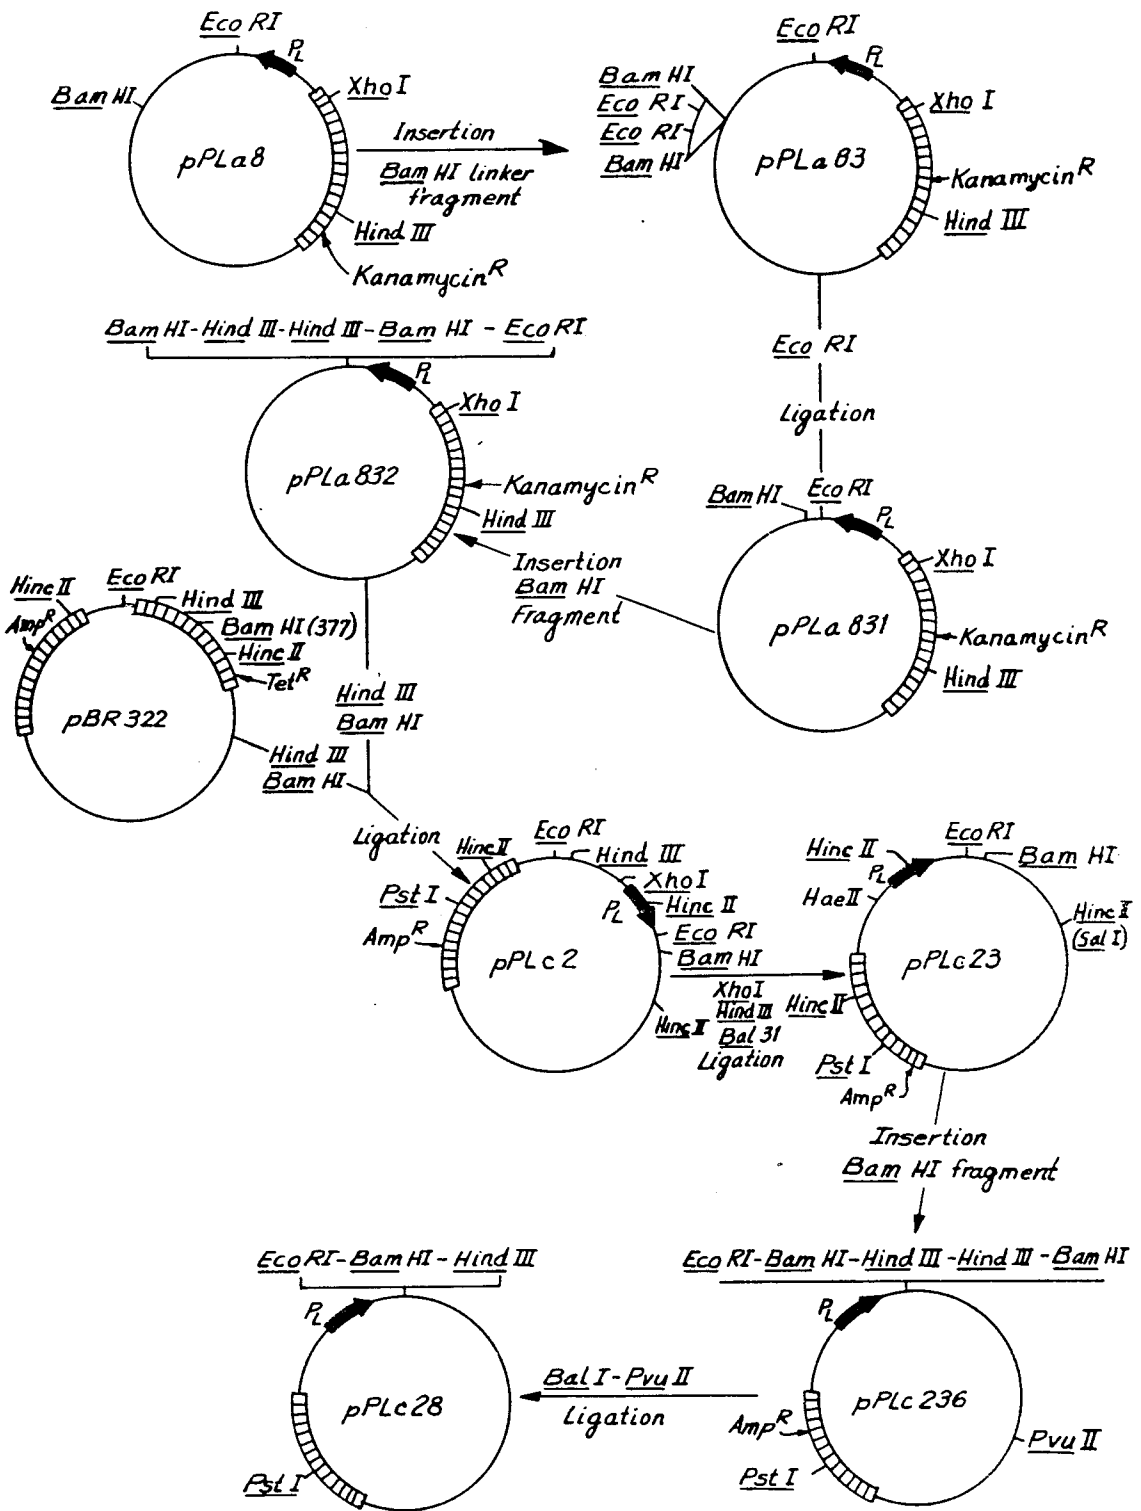 Eco RI
PL
Bam HI
Xho I
pPLa8
Hind III
Kanamycin R
Insertion
Bam HI linker
fragment
Eco RI
PL
Bam HI
Eco RI
Eco RI
Bam HI
Xho I
pPLa 83
Kanamycin R
Hind III
Eco RI
Ligation
Bam HI-Hind III-Hind III-Bam HI - Eco RI
PL
Xho I
pPLa 832
Kanamycin R
Hind III
Insertion
Bam HI
Fragment
Bam HI
Eco RI
PL
Xho I
pPLa 831
Kanamycin R
Hind III
Hinc II
Eco RI
Hind III
Amp R
Bam HI (377)
Hinc II
Tet R
pBR 322
Hind III
Bam HI
Hind III
Bam HI
Ligation
Hinc II
Eco RI
Hind III
Xho I
Pst I
PL
Hinc II
Amp R
Eco RI
Bam HI
pPLc2
Hinc II
Xho I
Hind III
Bal 31
Ligation
Hinc II
Eco RI
Bam HI
PL
Hae II
Hinc II
(Sal I)
pPLc23
Hinc II
Pst I
Amp R
Insertion
Bam HI fragment
Eco RI-Bam HI-Hind III-Hind III-Bam HI
PL
pPLc236
Amp R
Pvu II
Pst I
Bal I-Pvu II
Ligation
Eco RI-Bam HI-Hind III
PL
pPLc28
Pst I